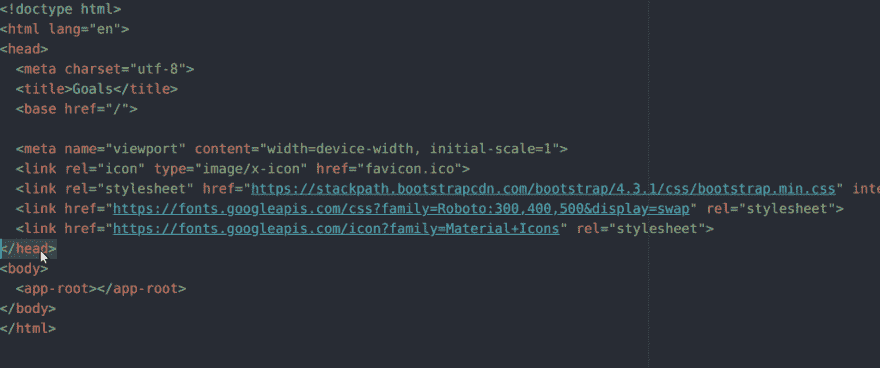 <!doctype html>
<html lang="en">
<head>
  <meta charset="utf-8">
  <title>Goals</title>
  <base href="/">

  <meta name="viewport" content="width=device-width, initial-scale=1">
  <link rel="icon" type="image/x-icon" href="favicon.ico">
  <link rel="stylesheet" href="https://stackpath.bootstrapcdn.com/bootstrap/4.3.1/css/bootstrap.min.css" inte
  <link href="https://fonts.googleapis.com/css?family=Roboto:300,400,500&display=swap" rel="stylesheet">
  <link href="https://fonts.googleapis.com/icon?family=Material+Icons" rel="stylesheet">
</head>
<body>
  <app-root></app-root>
</body>
</html>